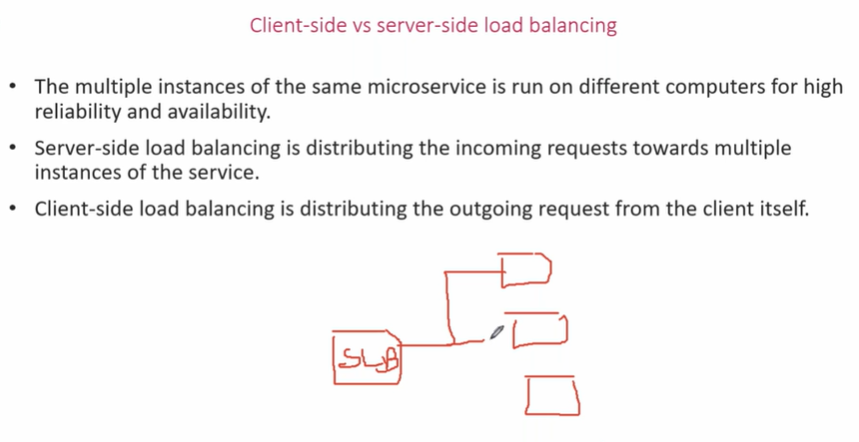 Client-side vs server-side load balancing
• The multiple instances of the same microservice is run on different computers for high
reliability and availability.
• Server-side load balancing is distributing the incoming requests towards multiple
instances of the service.
• Client-side load balancing is distributing the outgoing request from the client itself.
SLB